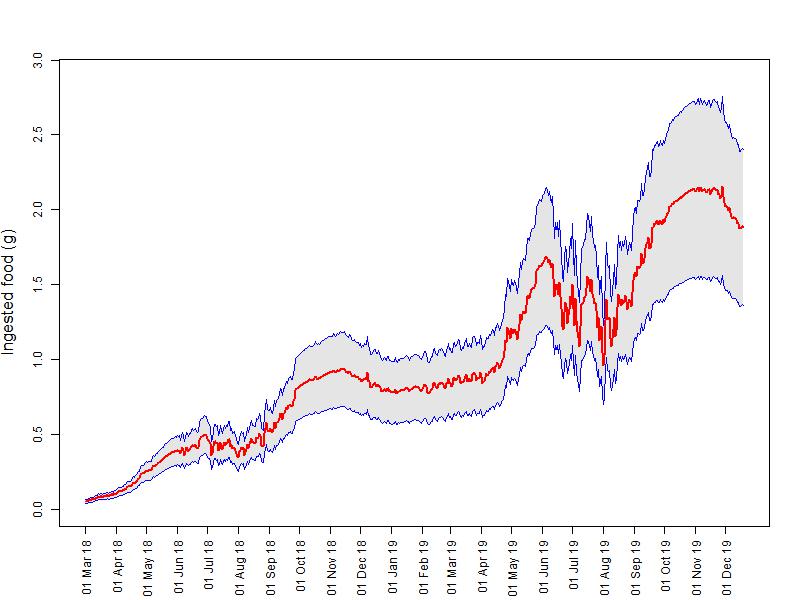 Ingested food (g)
3.0
2.5
2.0
1.5
1.0
0.5
0.0
01 Mar 18
01 Apr 18
01 May 18
01 Jun 18
01 Jul 18
01 Aug 18
01 Sep 18
01 Oct 18
01 Nov 18
01 Dec 18
01 Jan 19
01 Feb 19
01 Mar 19
01 Apr 19
01 May 19
01 Jun 19
01 Jul 19
01 Aug 19
01 Sep 19
01 Oct 19
01 Nov 19
01 Dec 19